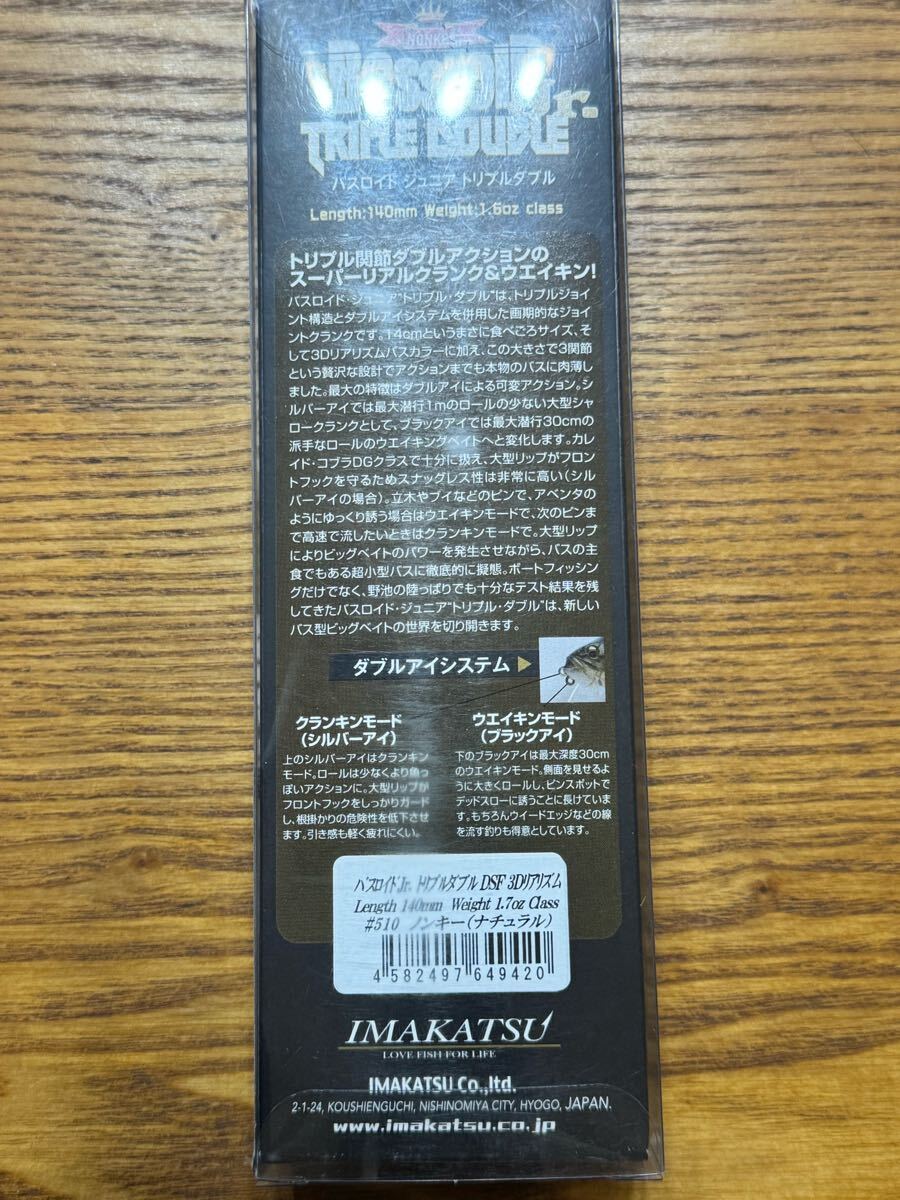 BASSROID Jr.
TRIPLE DOUBLE
バスロイド ジュニア トリプルダブル
Length:140mm Weight:1.6oz class
トリプル関節ダブルアクションの
スーパーリアルクランク&ウエイキン!
バスロイド・ジュニア"トリプル・ダブル"は、トリプルジョイ
ント構造とダブルアイシステムを併用した画期的なジョイ
ントクランクです。14cmというまさに食べごろサイズ、そ
して3Dリアリズムバスカラーに加え、この大きさで3関節
という贅沢な設計でアクションまでも本物のバスに肉薄し
ました。最大の特徴はダブルアイによる可変アクション。シ
ルバーアイでは最大潜行1mのロールの少ない大型シャ
ロークランクとして、ブラックアイでは最大潜行30cmの
派手なロールのウエイキングベイトへと変化します。カレ
イド・コブラDGクラスで十分に扱え、大型リップがフロン
トフックを守るためスナッグレス性は非常に高い(シル
バーアイの場合)。立木やブイなどのピンで、アベンタの
ようにゆっくり誘う場合はウエイキンモードで、次のピンま
で高速で流したいときはクランキンモードで。大型リップ
によりビッグベイトのパワーを発生させながら、バスの主
食でもある超小型バスに徹底的に擬態。ボートフィッシン
グだけでなく、野池の陸っぱりでも十分なテスト結果を残
してきたバスロイド・ジュニア"トリプル・ダブル"は、新しい
バス型ビッグベイトの世界を切り開きます。
ダブルアイシステム
クランキンモード
(シルバーアイ)
上のシルバーアイはクランキン
モード。ロールは少なくより魚っ
ぽいアクションに。大型リップが
フロントフックをしっかりガード
し、根掛かりの危険性を低下させ
ます。引き感も軽く疲れにくい。
ウエイキンモード
(ブラックアイ)
下のブラックアイは最大深度30cm
のウエイキンモード。側面を見せるよ
うに大きくロールし、ピンスポットで
デッドスローに誘うことに長けていま
す。もちろんウイードエッジなどの線
を流す釣りも得意としています。
バスロイドJr. トリプルダブル DSF 3Dリアリズム
Length 140mm Weight 1.7oz Class
#510 ノンキー(ナチュラル)
4 582497 649420
IMAKATSU
LOVE FISH FOR LIFE
IMAKATSU Co.,ltd.
2-1-24, KOUSHIENGUCHI, NISHINOMIYA CITY, HYOGO, JAPAN.
www.imakatsu.co.jp